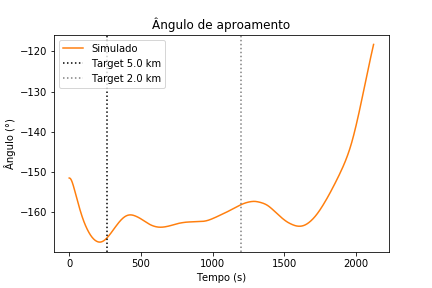 Ângulo de aproamento
Simulado
Target 5.0 km
Target 2.0 km
−120
−130
−140
−150
−160
Ângulo (°)
0
500
1000
1500
2000
Tempo (s)